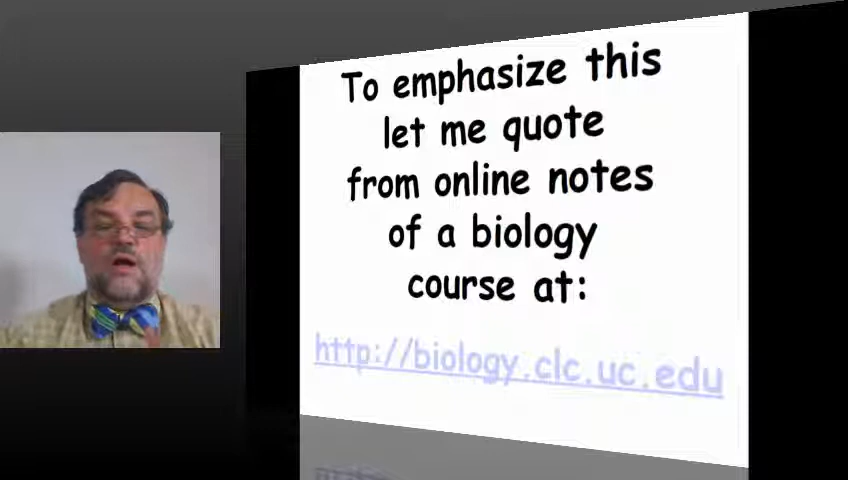 To emphasize this
let me quote
from online notes
of a biology
course at:
http://biology.clc.uc.edu